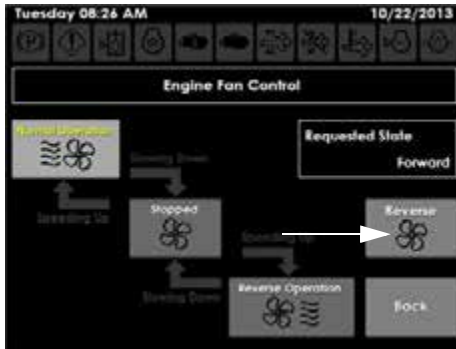 Tuesday 08:26 AM 10/22/2013
Engine Fan Control
Normal Operation
Requested State
Forward
Slowing Down
Speeding Up
Stopped
Reverse
Speeding Up
Slowing Down
Reverse Operation
Back